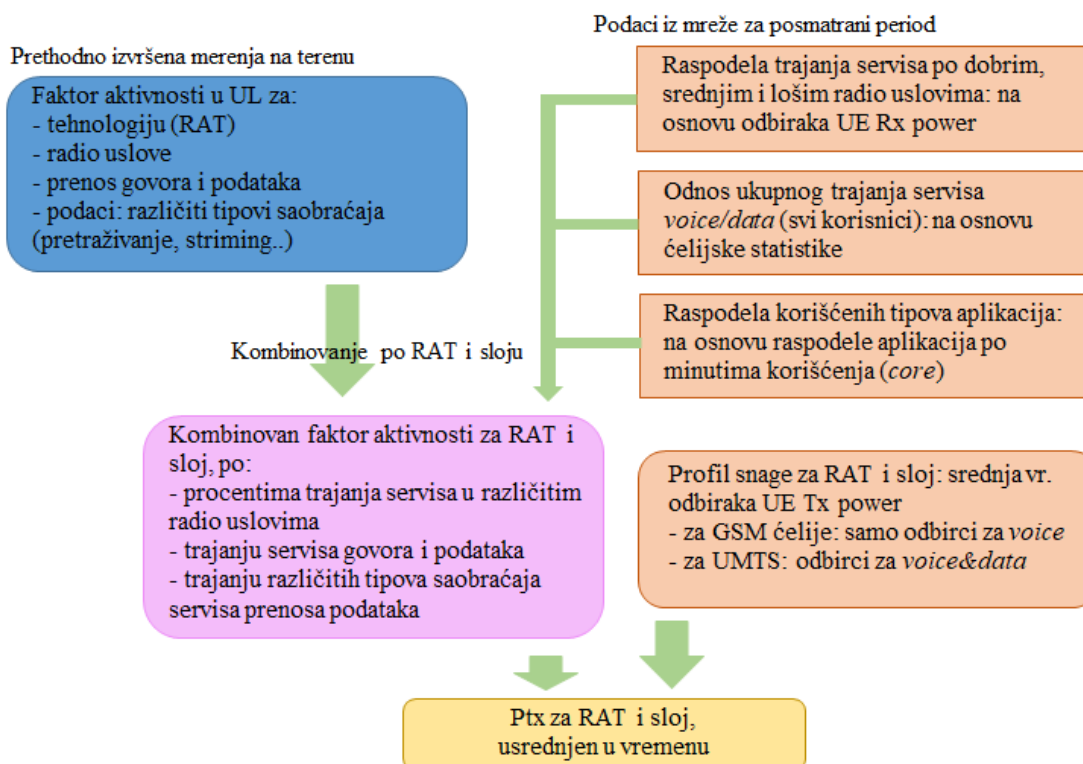 Podaci iz mreže za posmatrani period
Prethodno izvršena merenja na terenu
Faktor aktivnosti u UL za:
- tehnologiju (RAT)
- radio uslove
- prenos govora i podataka
- podaci: različiti tipovi saobraćaja
(pretraživanje, striming..)
Raspodela trajanja servisa po dobrim,
srednjim i lošim radio uslovima: na
osnovu odbiraka UE Rx power
Odnos ukupnog trajanja servisa
voice/data (svi korisnici): na osnovu
ćelijske statistike
Raspodela korišćenih tipova aplikacija:
na osnovu raspodele aplikacija po
minutima korišćenja (core)
Kombinovanje po RAT i sloju
Kombinovan faktor aktivnosti za RAT i
sloj, po:
- procentima trajanja servisa u različitim
radio uslovima
- trajanju servisa govora i podataka
- trajanju različitih tipova saobraćaja
servisa prenosa podataka
Profil snage za RAT i sloj: srednja vr.
odbiraka UE Tx power
- za GSM ćelije: samo odbirci za voice
- za UMTS: odbirci za voice&data
Ptx za RAT i sloj,
usrednjen u vremenu